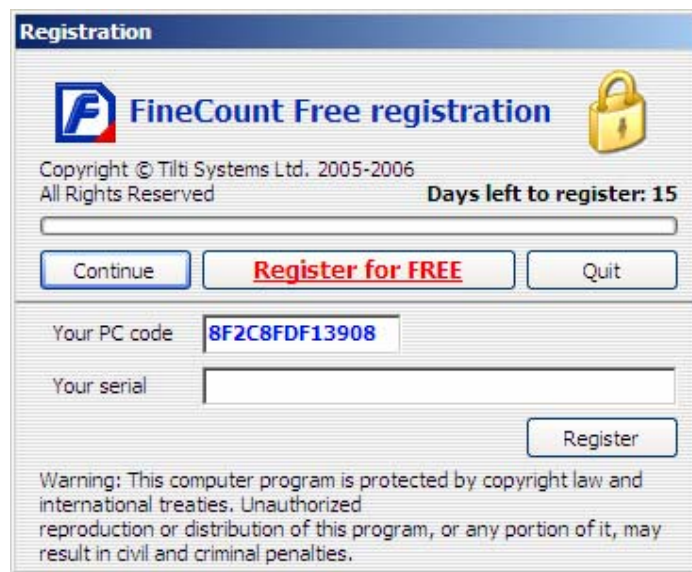 Registration
FineCount Free registration
Copyright © Tilti Systems Ltd. 2005-2006
All Rights Reserved Days left to register: 15
Continue Register for FREE Quit
Your PC code 8F2C8FDF13908
Your serial
Register
Warning: This computer program is protected by copyright law and
international treaties. Unauthorized
reproduction or distribution of this program, or any portion of it, may
result in civil and criminal penalties.